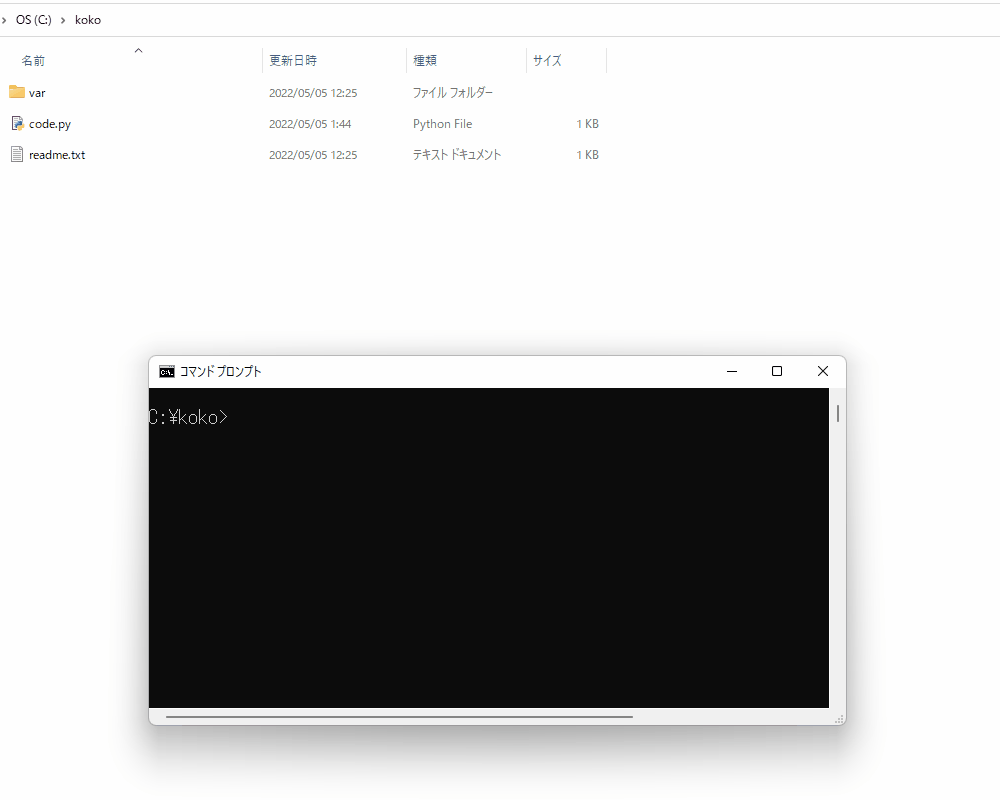 OS (C:) koko
名前 更新日時 種類 サイズ
var 2022/05/05 12:25 ファイル フォルダー
code.py 2022/05/05 1:44 Python File 1 KB
readme.txt 2022/05/05 12:25 テキスト ドキュメント 1 KB
コマンド プロンプト
C:¥koko>